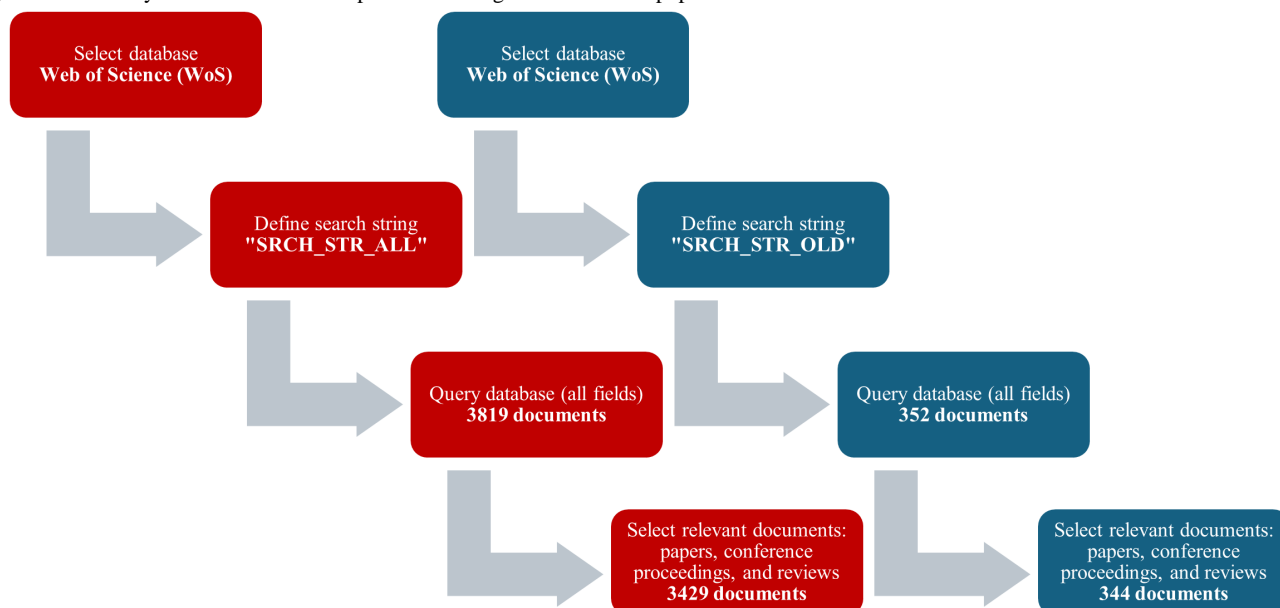 Select database
Web of Science (WoS)
Select database
Web of Science (WoS)
Define search string
"SRCH_STR_ALL"
Define search string
"SRCH_STR_OLD"
Query database (all fields)
3819 documents
Query database (all fields)
352 documents
Select relevant documents:
papers, conference
proceedings, and reviews
3429 documents
Select relevant documents:
papers, conference
proceedings, and reviews
344 documents